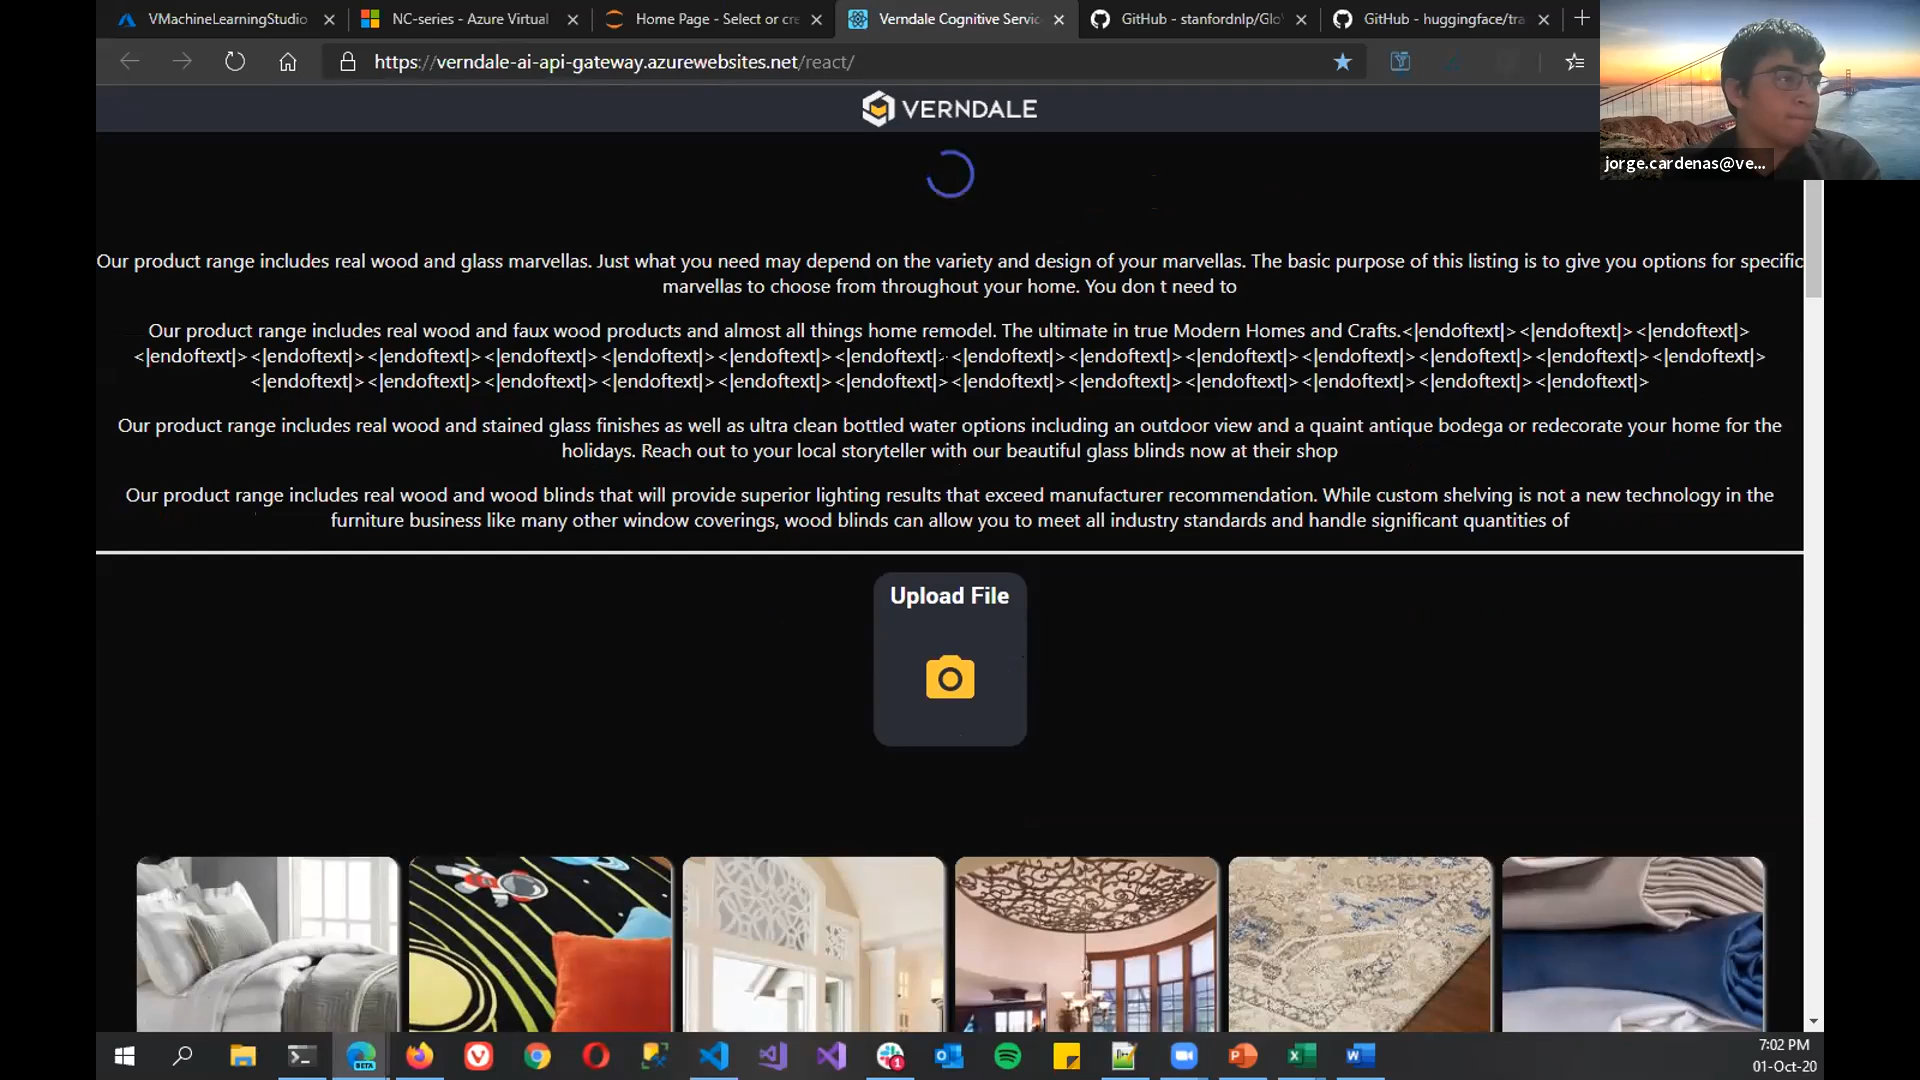 VMachineLearningStudio
NC-series - Azure Virtual
Home Page - Select or cre
Verndale Cognitive Servic
GitHub - stanfordnlp/Glo
GitHub - huggingface/tra
https://verndale-ai-api-gateway.azurewebsites.net/react/
VERNDALE
jorge.cardenas@ve...
Our product range includes real wood and glass marvellas. Just what you need may depend on the variety and design of your marvellas. The basic purpose of this listing is to give you options for specific
marvellas to choose from throughout your home. You don t need to
Our product range includes real wood and faux wood products and almost all things home remodel. The ultimate in true Modern Homes and Crafts.<|endoftext|><|endoftext|><|endoftext|>
<|endoftext|><|endoftext|><|endoftext|><|endoftext|><|endoftext|><|endoftext|><|endoftext|><|endoftext|><|endoftext|><|endoftext|><|endoftext|><|endoftext|><|endoftext|><|endoftext|>
<|endoftext|><|endoftext|><|endoftext|><|endoftext|><|endoftext|><|endoftext|><|endoftext|><|endoftext|><|endoftext|><|endoftext|><|endoftext|><|endoftext|>
Our product range includes real wood and stained glass finishes as well as ultra clean bottled water options including an outdoor view and a quaint antique bodega or redecorate your home for the
holidays. Reach out to your local storyteller with our beautiful glass blinds now at their shop
Our product range includes real wood and wood blinds that will provide superior lighting results that exceed manufacturer recommendation. While custom shelving is not a new technology in the
furniture business like many other window coverings, wood blinds can allow you to meet all industry standards and handle significant quantities of
Upload File
BETA
1
7:02 PM
01-Oct-20